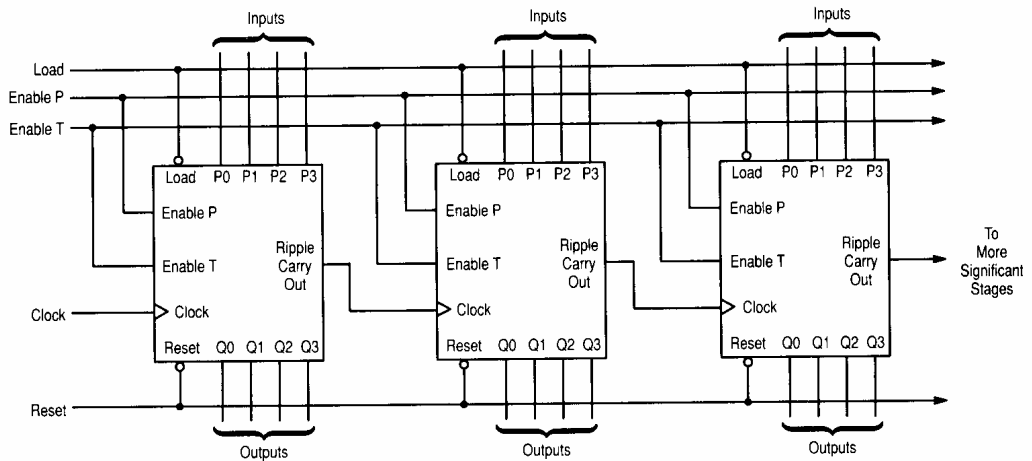 Inputs
Inputs
Inputs
Load
Enable P
Enable T
Load P0 P1 P2 P3
Enable P
Enable T
Ripple
Carry
Out
Clock
Reset Q0 Q1 Q2 Q3
Load P0 P1 P2 P3
Enable P
Enable T
Ripple
Carry
Out
Clock
Reset Q0 Q1 Q2 Q3
Load P0 P1 P2 P3
Enable P
Enable T
Ripple
Carry
Out
Clock
Reset Q0 Q1 Q2 Q3
To
More
Significant
Stages
Clock
Reset
Outputs
Outputs
Outputs